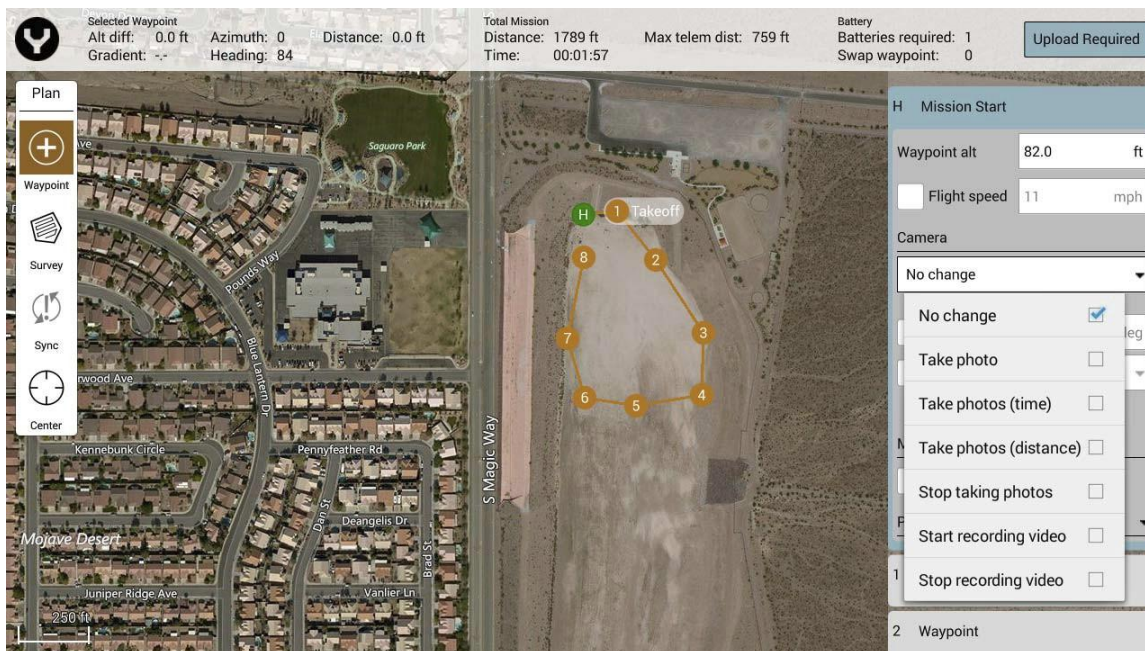 Selected Waypoint
Alt diff: 0.0 ft Azimuth: 0 Distance: 0.0 ft
Gradient: -.- Heading: 84
Total Mission
Distance: 1789 ft Max telem dist: 759 ft
Time: 00:01:57
Battery
Batteries required: 1
Swap waypoint: 0
Upload Required
Plan
Waypoint
Survey
Sync
Center
Saguaro Park
Ave
Pounds Way
Blue Lantern Dr
rwood Ave
Kennebunk Circle
Pennyfeather Rd
Dan St
Deangelis Dr
Mojave Desert
Brad St
Juniper Ridge Ave
Vanlier Ln
250 ft
S Magic Way
H
1 Takeoff
2
3
4
5
6
7
8
H Mission Start
Waypoint alt 82.0 ft
Flight speed 11 mph
Camera
No change
No change
Take photo
Take photos (time)
Take photos (distance)
Stop taking photos
Start recording video
Stop recording video
deg
1
2 Waypoint